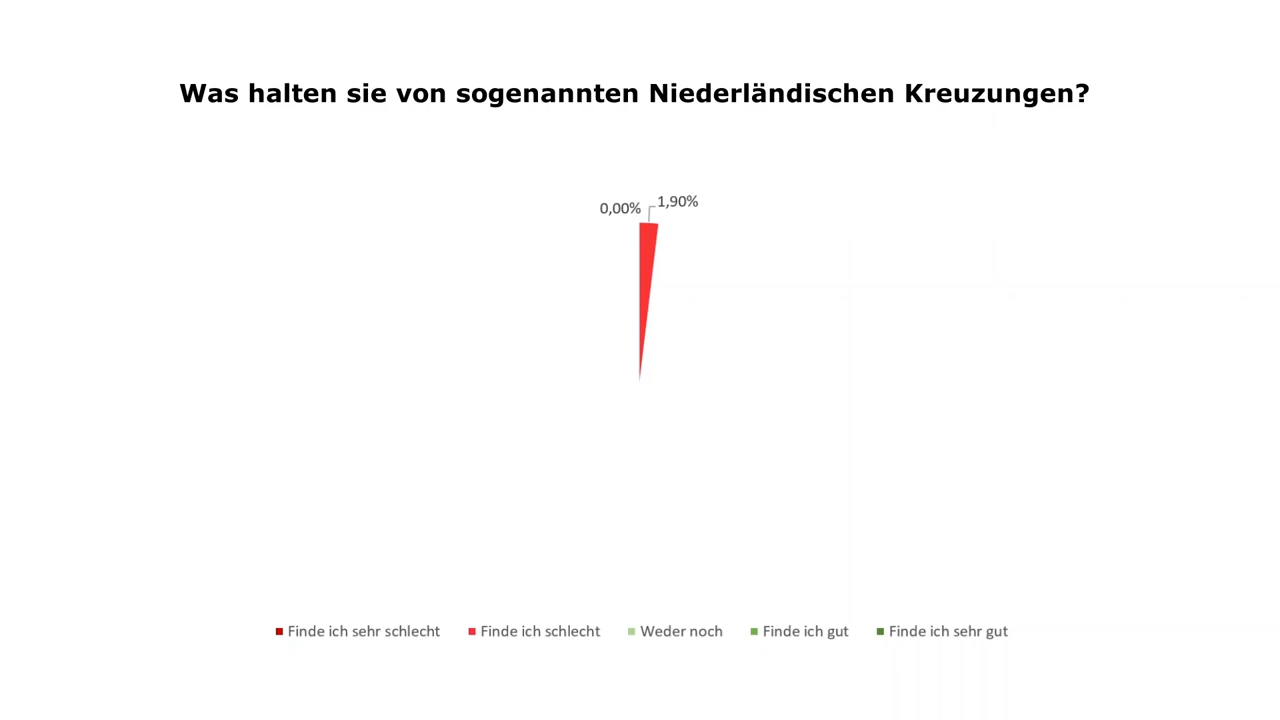 Was halten sie von sogenannten Niederländischen Kreuzungen?
0,00% 1,90%
Finde ich sehr schlecht Finde ich schlecht Weder noch Finde ich gut Finde ich sehr gut